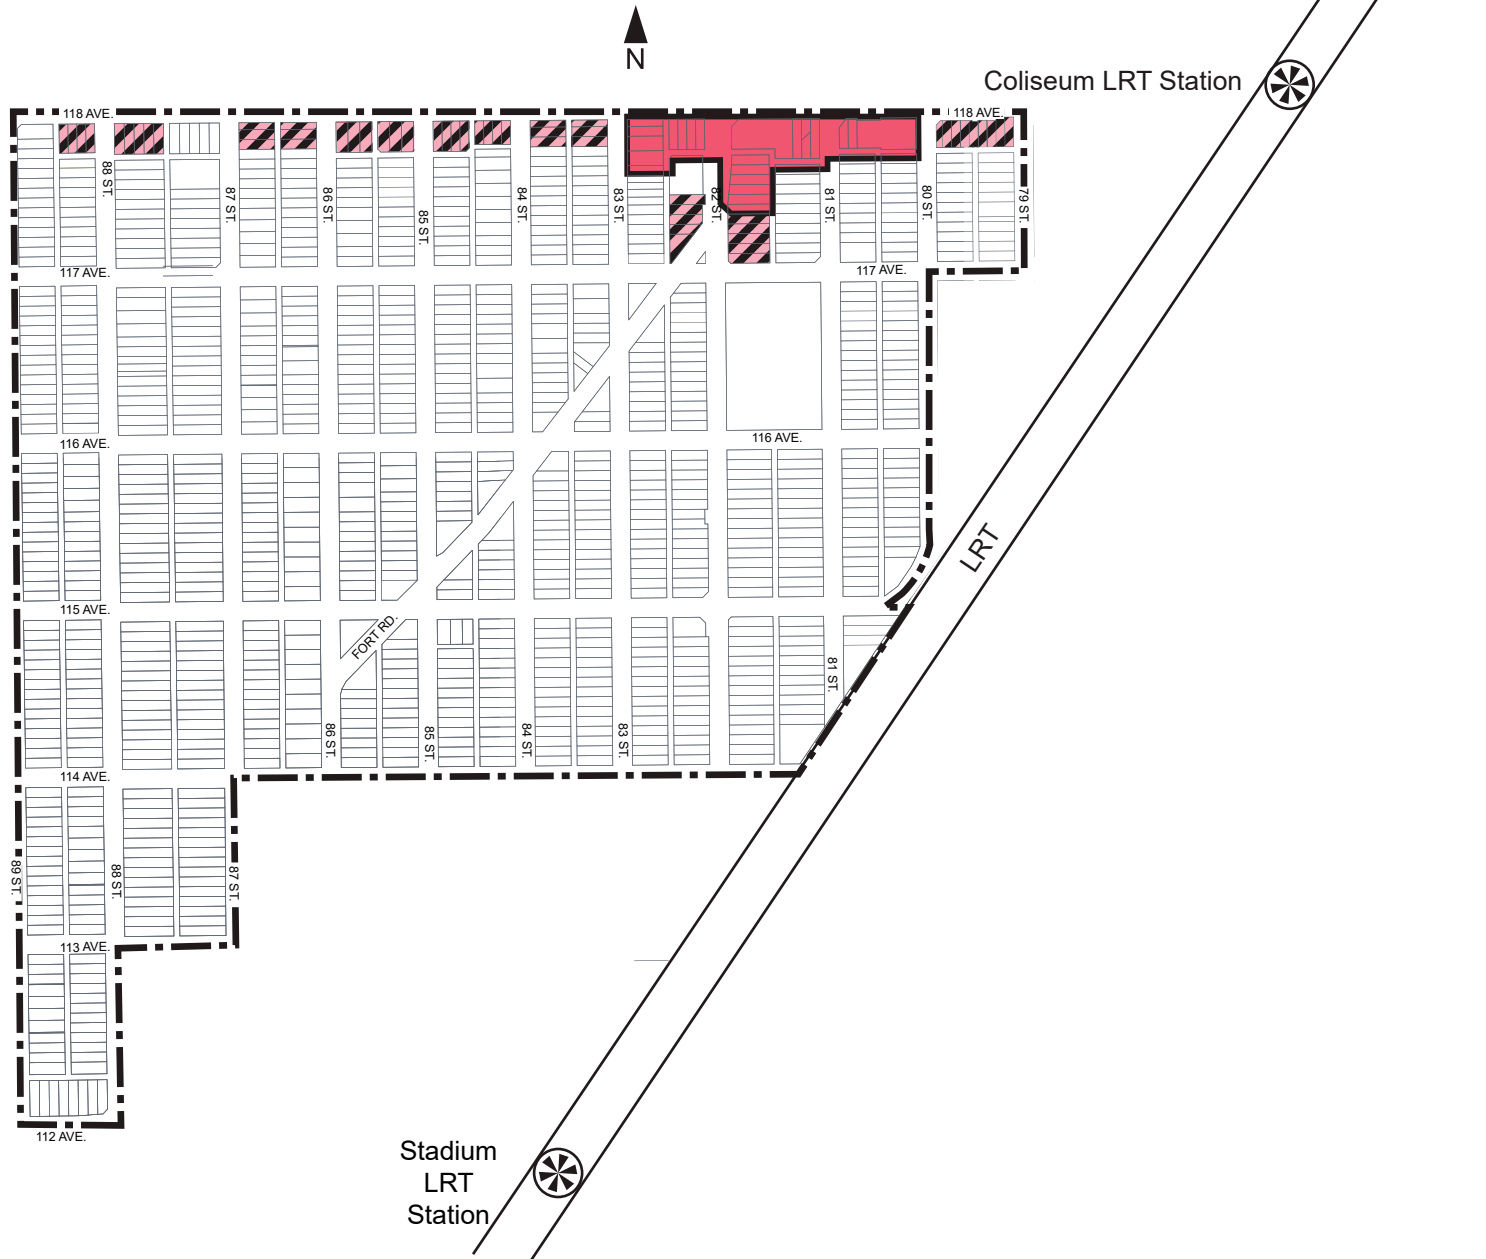 N
Coliseum LRT Station
118 AVE.
118 AVE.
88 ST.
87 ST.
86 ST.
85 ST.
84 ST.
83 ST.
82 ST.
81 ST.
80 ST.
79 ST.
117 AVE.
117 AVE.
116 AVE.
116 AVE.
LRT
115 AVE.
FORT RD.
81 ST.
86 ST.
85 ST.
84 ST.
83 ST.
114 AVE.
89 ST.
88 ST.
87 ST.
113 AVE.
112 AVE.
Stadium
LRT
Station